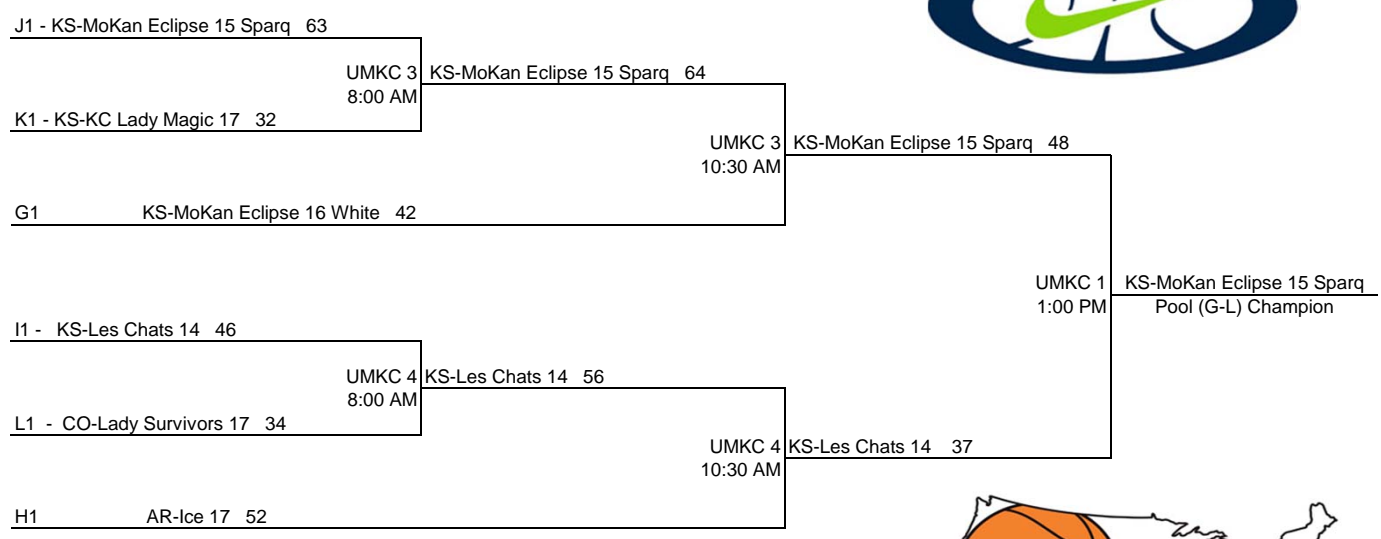 J1 - KS-MoKan Eclipse 15 Sparq 63
UMKC 3 KS-MoKan Eclipse 15 Sparq 64
8:00 AM
K1 - KS-KC Lady Magic 17 32
UMKC 3 KS-MoKan Eclipse 15 Sparq 48
10:30 AM
G1 KS-MoKan Eclipse 16 White 42
UMKC 1 KS-MoKan Eclipse 15 Sparq
1:00 PM Pool (G-L) Champion
I1 - KS-Les Chats 14 46
UMKC 4 KS-Les Chats 14 56
8:00 AM
L1 - CO-Lady Survivors 17 34
UMKC 4 KS-Les Chats 14 37
10:30 AM
H1 AR-Ice 17 52